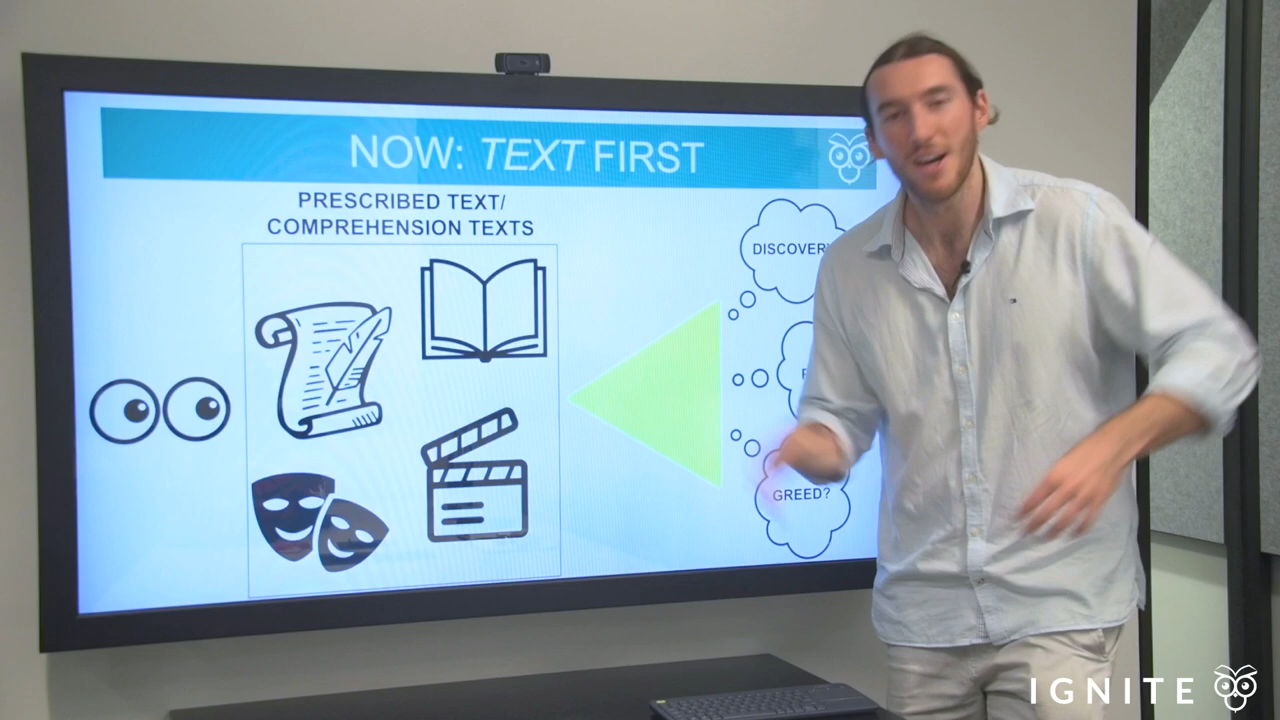 NOW: TEXT FIRST
PRESCRIBED TEXT/
COMPREHENSION TEXTS
GREED?
IGNITE